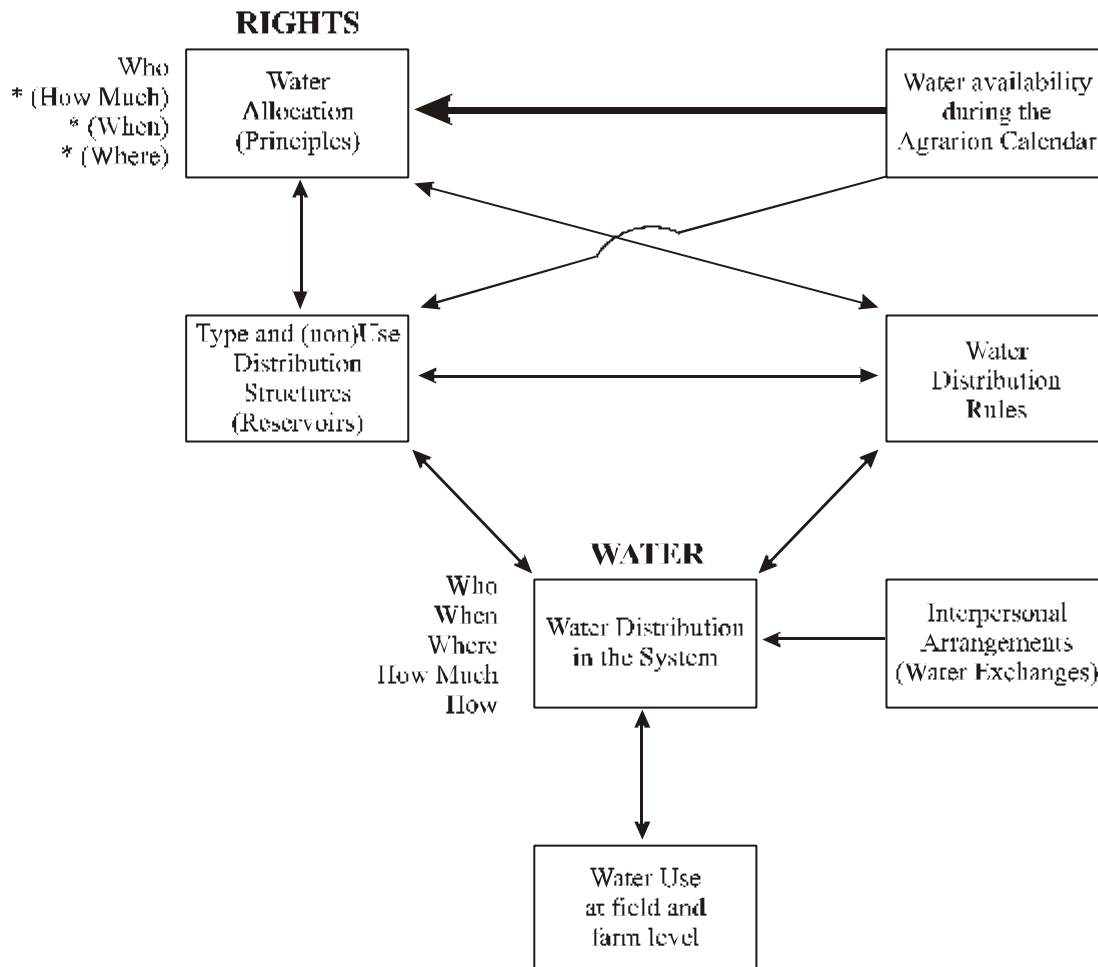 RIGHTS
Who
* (How Much)
* (When)
* (Where)
Water
Allocation
(Principles)
Water availability
during the
Agrarion Calendar
Type and (non)Use
Distribution
Structures
(Reservoirs)
Water
Distribution
Rules
WATER
Who
When
Where
How Much
How
Water Distribution
in the System
Interpersonal
Arrangements
(Water Exchanges)
Water Use
at field and
farm level